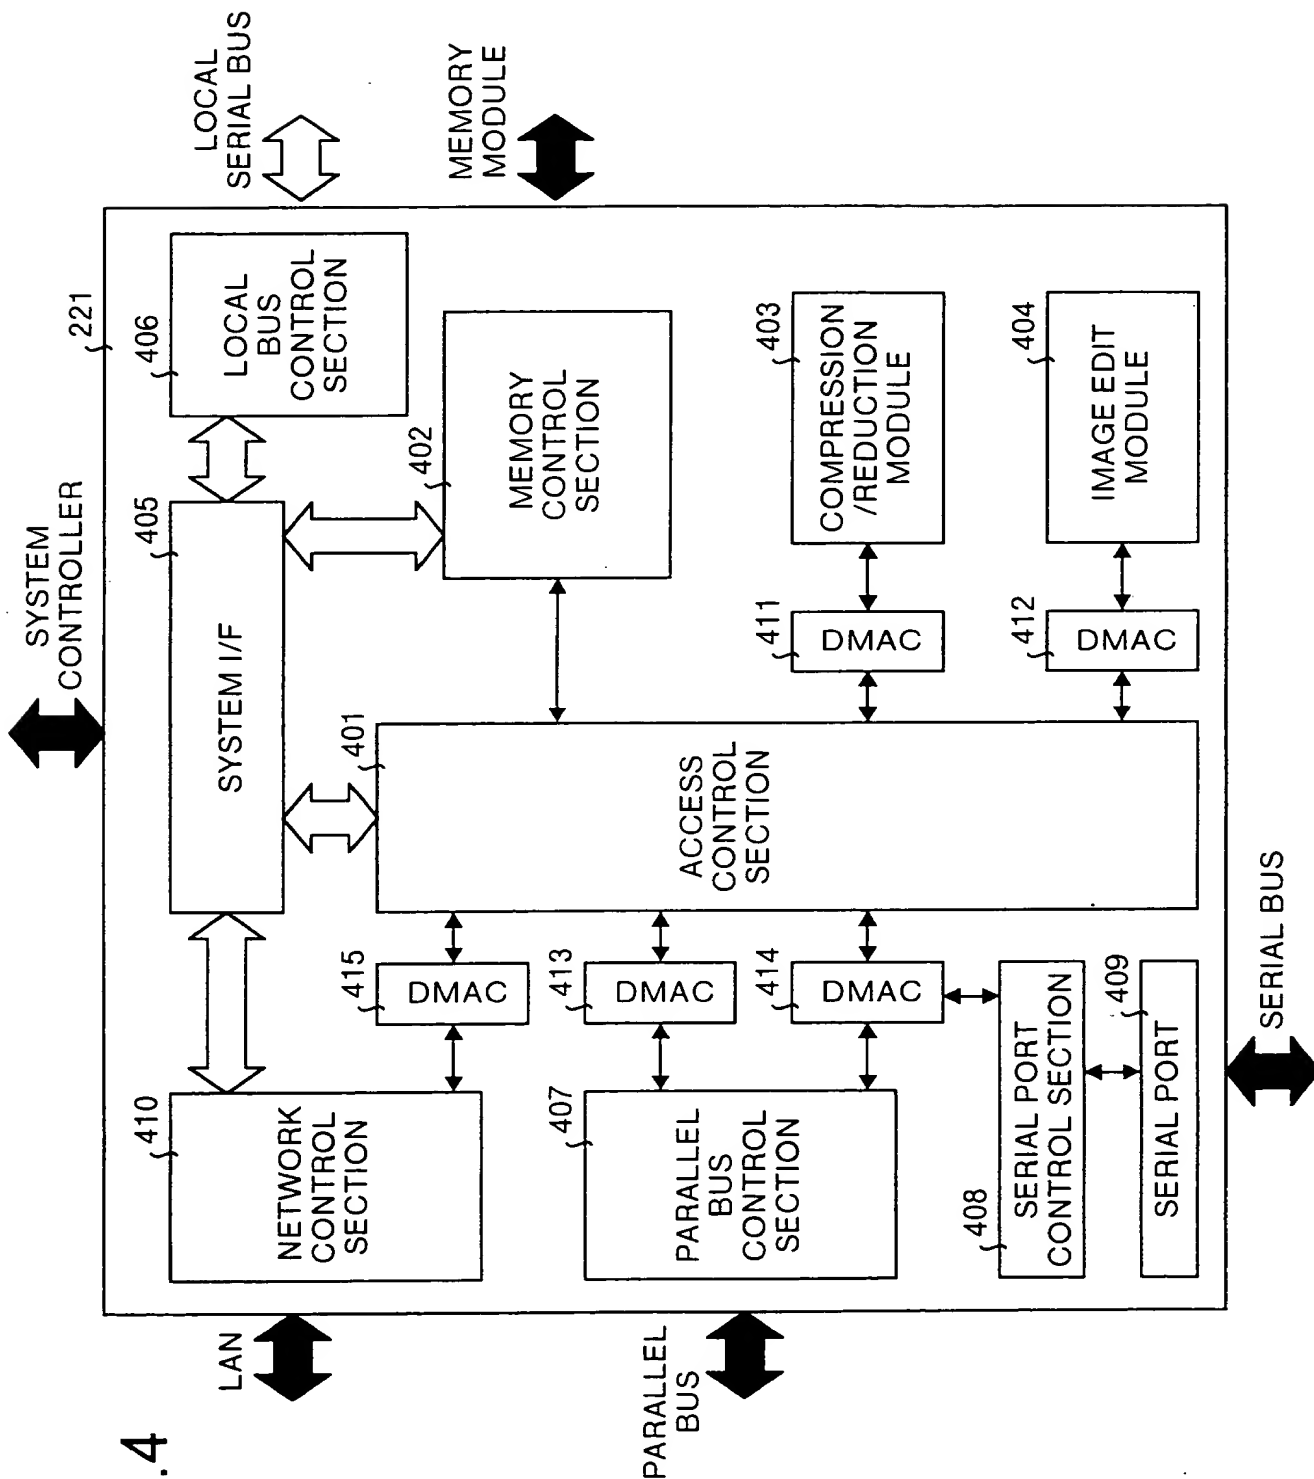 .4
SYSTEM
CONTROLLER
221
LOCAL
SERIAL BUS
LAN
410
NETWORK
CONTROL
SECTION
405
SYSTEM I/F
406
LOCAL
BUS
CONTROL
SECTION
MEMORY
MODULE
415
DMAC
401
ACCESS
CONTROL
SECTION
402
MEMORY
CONTROL
SECTION
PARALLEL
BUS
407
PARALLEL
BUS
CONTROL
SECTION
413
DMAC
414
DMAC
411
DMAC
403
COMPRESSION
/REDUCTION
MODULE
408
SERIAL PORT
CONTROL SECTION
412
DMAC
404
IMAGE EDIT
MODULE
409
SERIAL PORT
SERIAL BUS